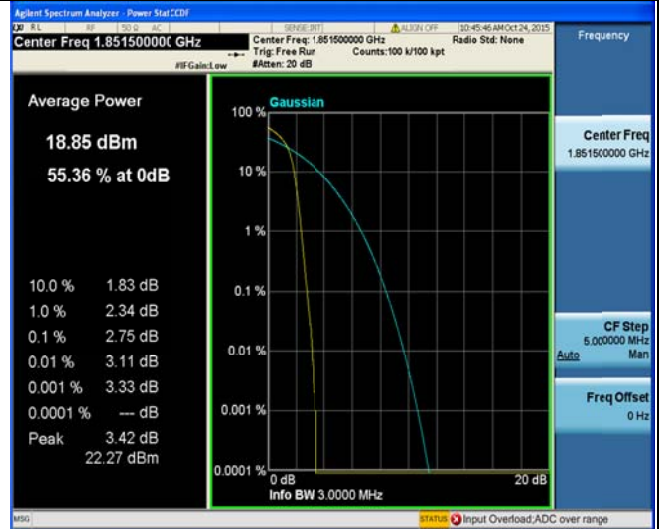 Agilent Spectrum Analyzer - Power Stat CCDF
RL RF 50 Ω AC SENSE:INT ALIGN OFF 10:45:46 AM Oct 24, 2015
Center Freq 1.851500000 GHz
Center Freq: 1.851500000 GHz
Radio Std: None
Trig: Free Run Counts:100 k/100 kpt
#IFGain:Low #Atten: 20 dB
Frequency
Average Power
18.85 dBm
55.36 % at 0dB
10.0 % 1.83 dB
1.0 % 2.34 dB
0.1 % 2.75 dB
0.01 % 3.11 dB
0.001 % 3.33 dB
0.0001 % --- dB
Peak 3.42 dB
22.27 dBm
Gaussian
100 %
10 %
1 %
0.1 %
0.01 %
0.001 %
0.0001 %
0 dB 20 dB
Info BW 3.0000 MHz
Center Freq
1.851500000 GHz
CF Step
5.000000 MHz
Auto Man
Freq Offset
0 Hz
MSG
STATUS Input Overload;ADC over range